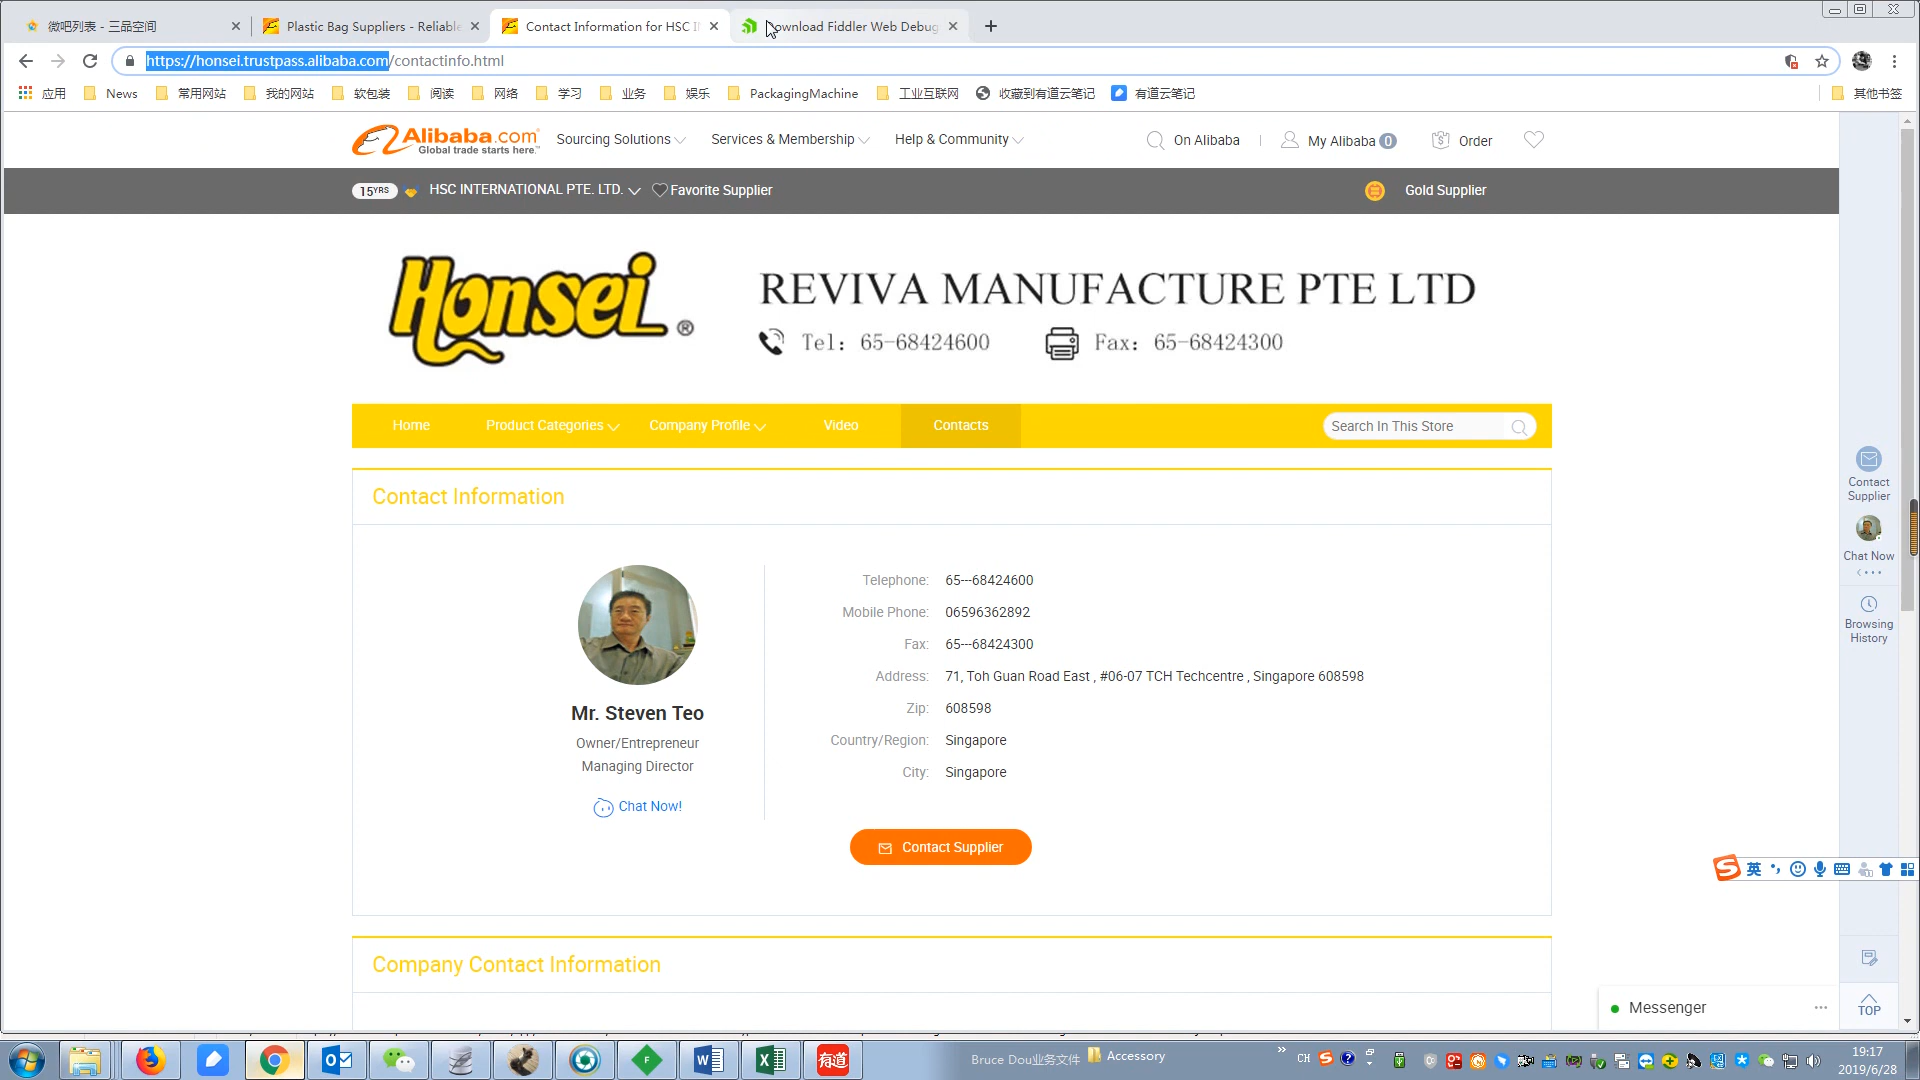 微吧列表 - 三品空间
Plastic Bag Suppliers - Reliable
Contact Information for HSC I
Download Fiddler Web Debug
https://honsei.trustpass.alibaba.com/contactinfo.html
应用
News
常用网站
我的网站
软包装
阅读
网络
学习
业务
娱乐
PackagingMachine
工业互联网
收藏到有道云笔记
有道云笔记
其他书签
Alibaba.com
Global trade starts here.™
Sourcing Solutions
Services & Membership
Help & Community
On Alibaba
My Alibaba 0
Order
15YRS
HSC INTERNATIONAL PTE. LTD.
Favorite Supplier
Gold Supplier
Honsei ®
REVIVA MANUFACTURE PTE LTD
Tel: 65-68424600
Fax: 65-68424300
Home
Product Categories
Company Profile
Video
Contacts
Search In This Store
Contact Information
Telephone: 65---68424600
Mobile Phone: 06596362892
Fax: 65---68424300
Address: 71, Toh Guan Road East , #06-07 TCH Techcentre , Singapore 608598
Zip: 608598
Country/Region: Singapore
City: Singapore
Mr. Steven Teo
Owner/Entrepreneur
Managing Director
Chat Now!
Contact Supplier
Company Contact Information
Contact
Supplier
Chat Now
Browsing
History
英
Messenger
TOP
有道
Bruce Dou业务文件
Accessory
CH
19:17
2019/6/28